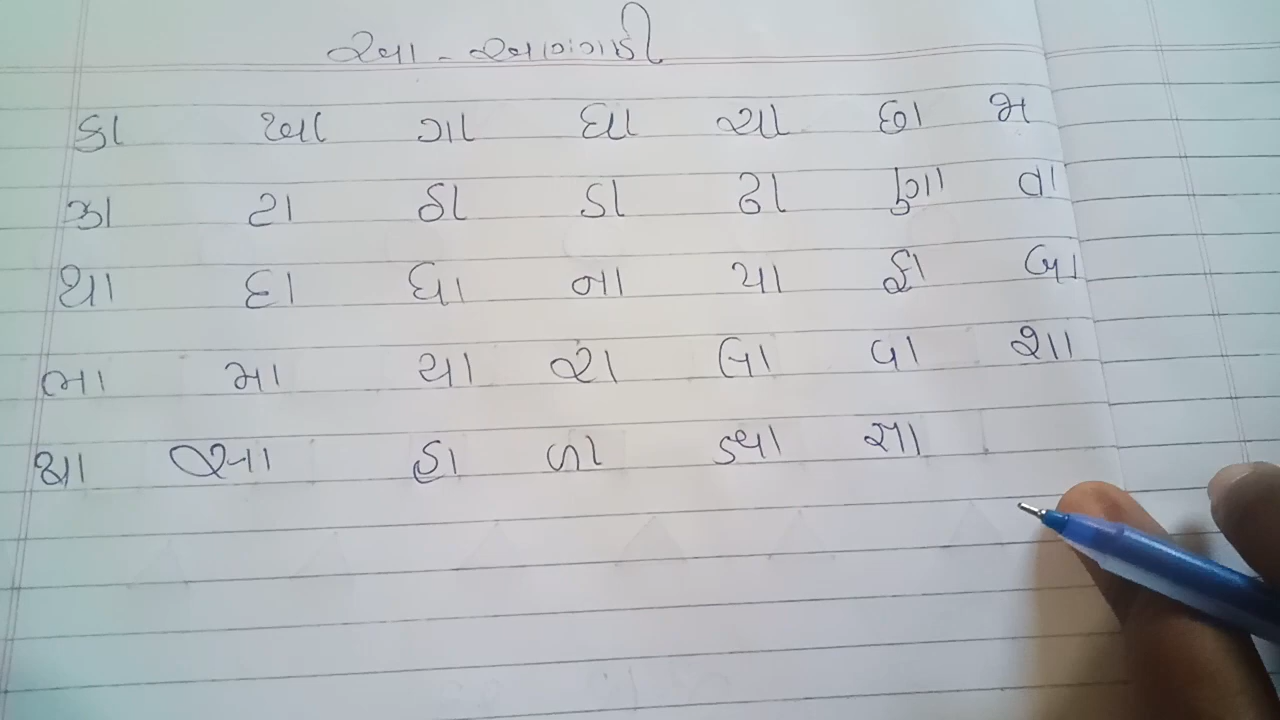 કા ખા ગા ઘા ચા છા જ
ઝા ટા ઠા ડા ઢા ણા તા
થા દા ધા ના પા ફા બા
ભા મા યા રા લા વા શા
ષા સા હા ળા ક્ષા જ્ઞા